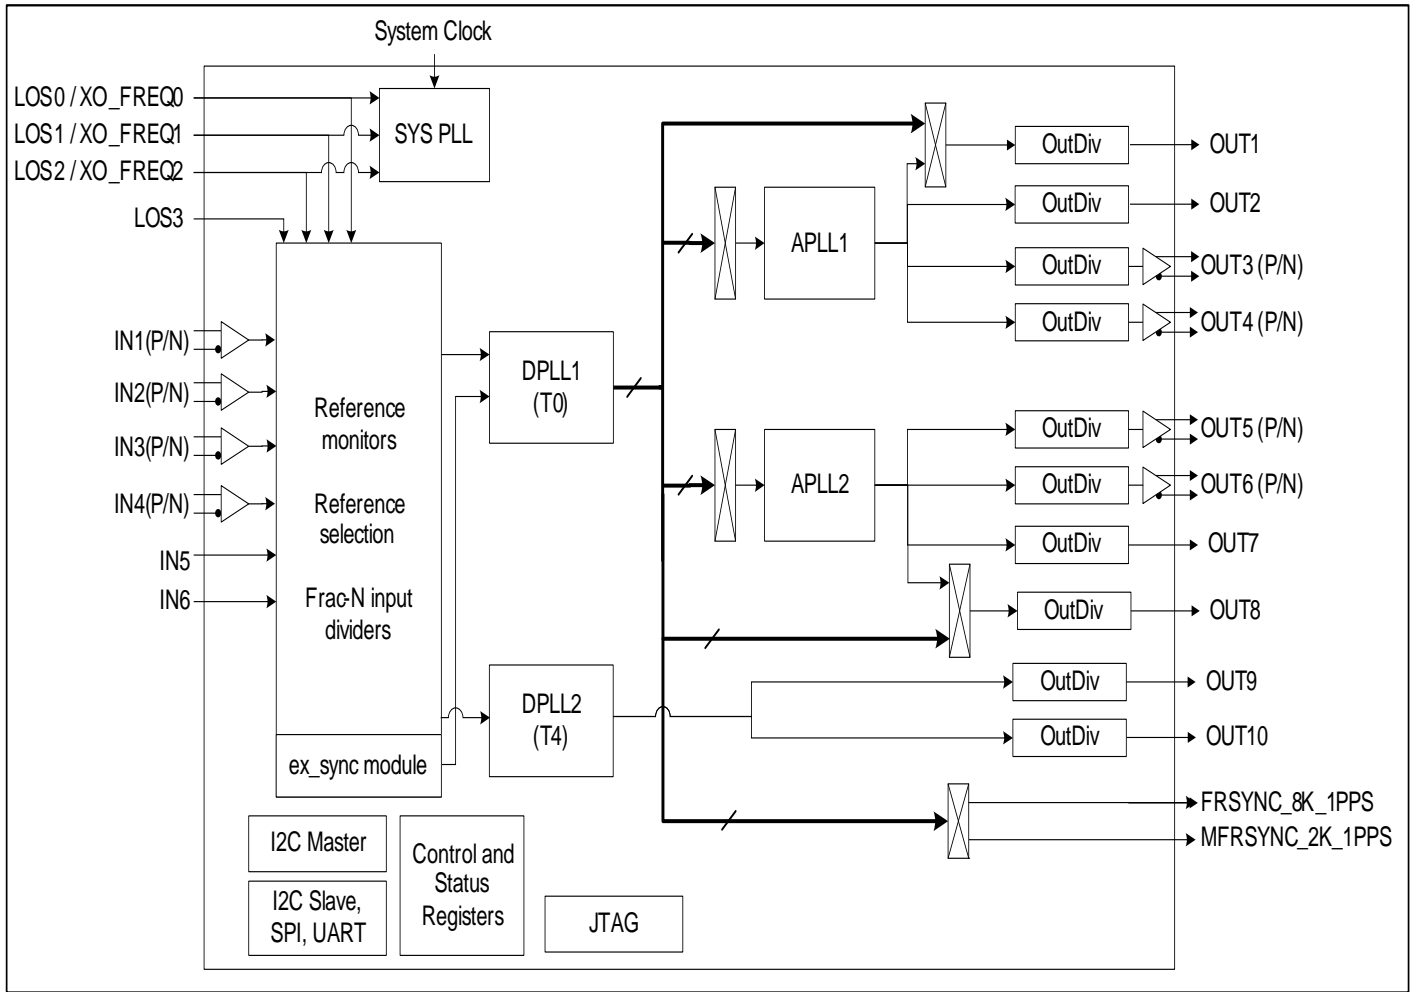 System Clock
LOS0 / XO_FREQ0
LOS1 / XO_FREQ1
LOS2 / XO_FREQ2
LOS3
SYS PLL
IN1(P/N)
IN2(P/N)
IN3(P/N)
IN4(P/N)
IN5
IN6
Reference
monitors
Reference
selection
Frac-N input
dividers
ex_sync module
DPLL1
(T0)
DPLL2
(T4)
APLL1
APLL2
OutDiv
OUT1
OutDiv
OUT2
OutDiv
OUT3 (P/N)
OutDiv
OUT4 (P/N)
OutDiv
OUT5 (P/N)
OutDiv
OUT6 (P/N)
OutDiv
OUT7
OutDiv
OUT8
OutDiv
OUT9
OutDiv
OUT10
FRSYNC_8K_1PPS
MFRSYNC_2K_1PPS
I2C Master
I2C Slave,
SPI, UART
Control and
Status
Registers
JTAG